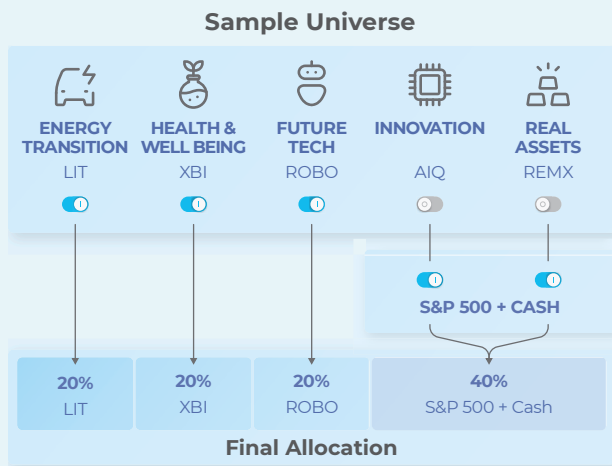 Sample Universe
ENERGY
TRANSITION
LIT
HEALTH &
WELL BEING
XBI
FUTURE
TECH
ROBO
INNOVATION
AIQ
REAL
ASSETS
REMX
S&P 500 + CASH
20%
LIT
20%
XBI
20%
ROBO
40%
S&P 500 + Cash
Final Allocation